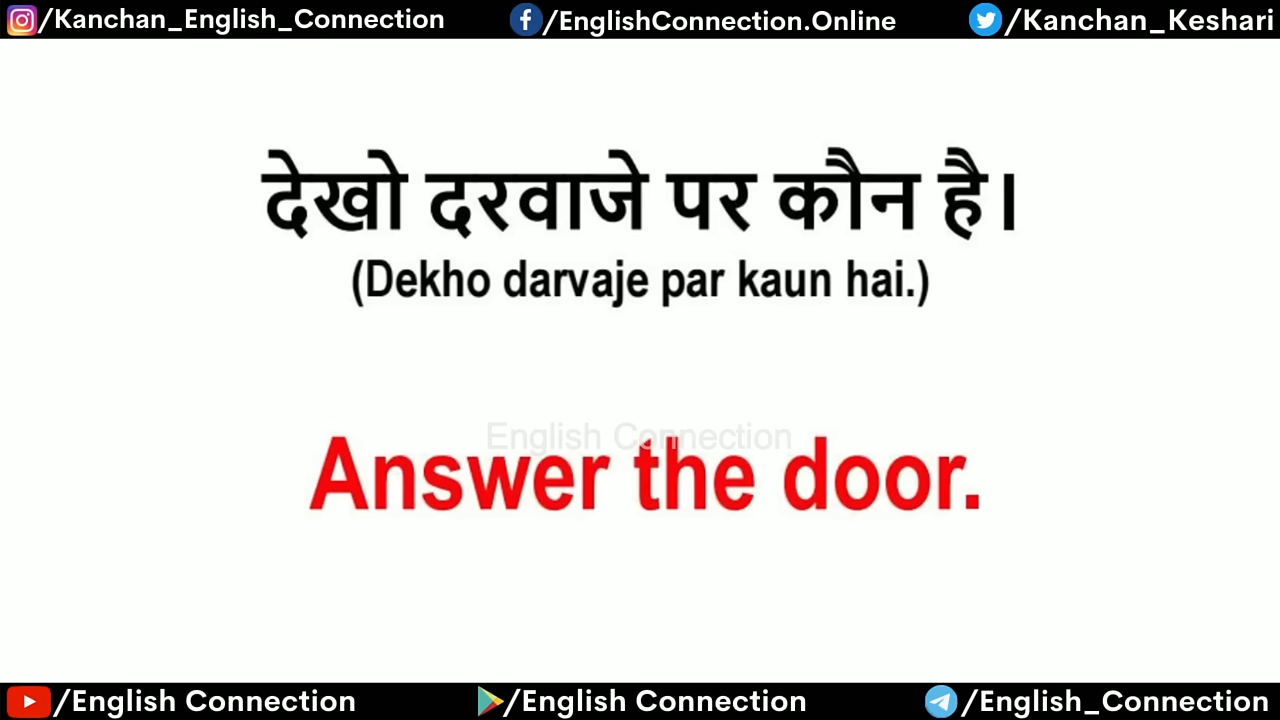 /Kanchan_English_Connection /EnglishConnection.Online /Kanchan_Keshari
देखो दरवाजे पर कौन है।
(Dekho darvaje par kaun hai.)
English Connection
Answer the door.
/English Connection /English Connection /English_Connection